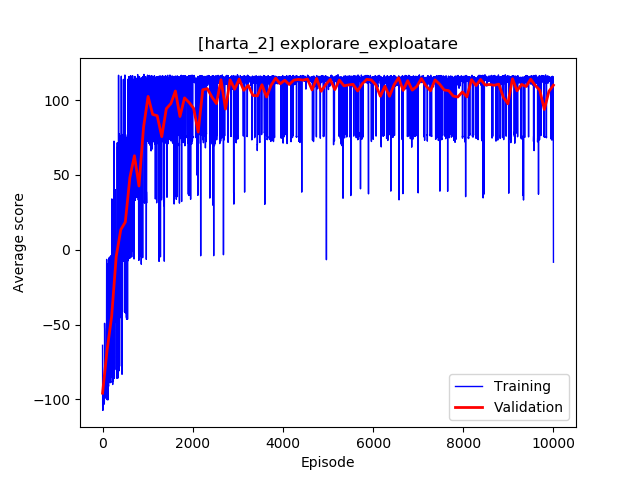 [harta_2] explorare_exploatare
Average score
100
50
0
−50
−100
0
2000
4000
6000
8000
10000
Episode
Training
Validation